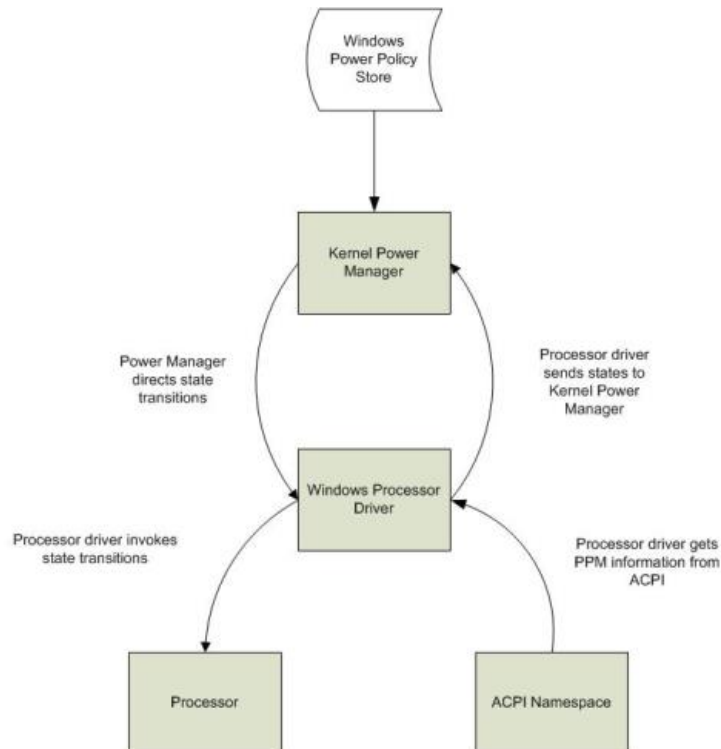 Windows
Power Policy
Store
Kernel Power
Manager
Power Manager
directs state
transitions
Processor driver
sends states to
Kernel Power
Manager
Windows Processor
Driver
Processor driver invokes
state transitions
Processor driver gets
PPM information from
ACPI
Processor
ACPI Namespace